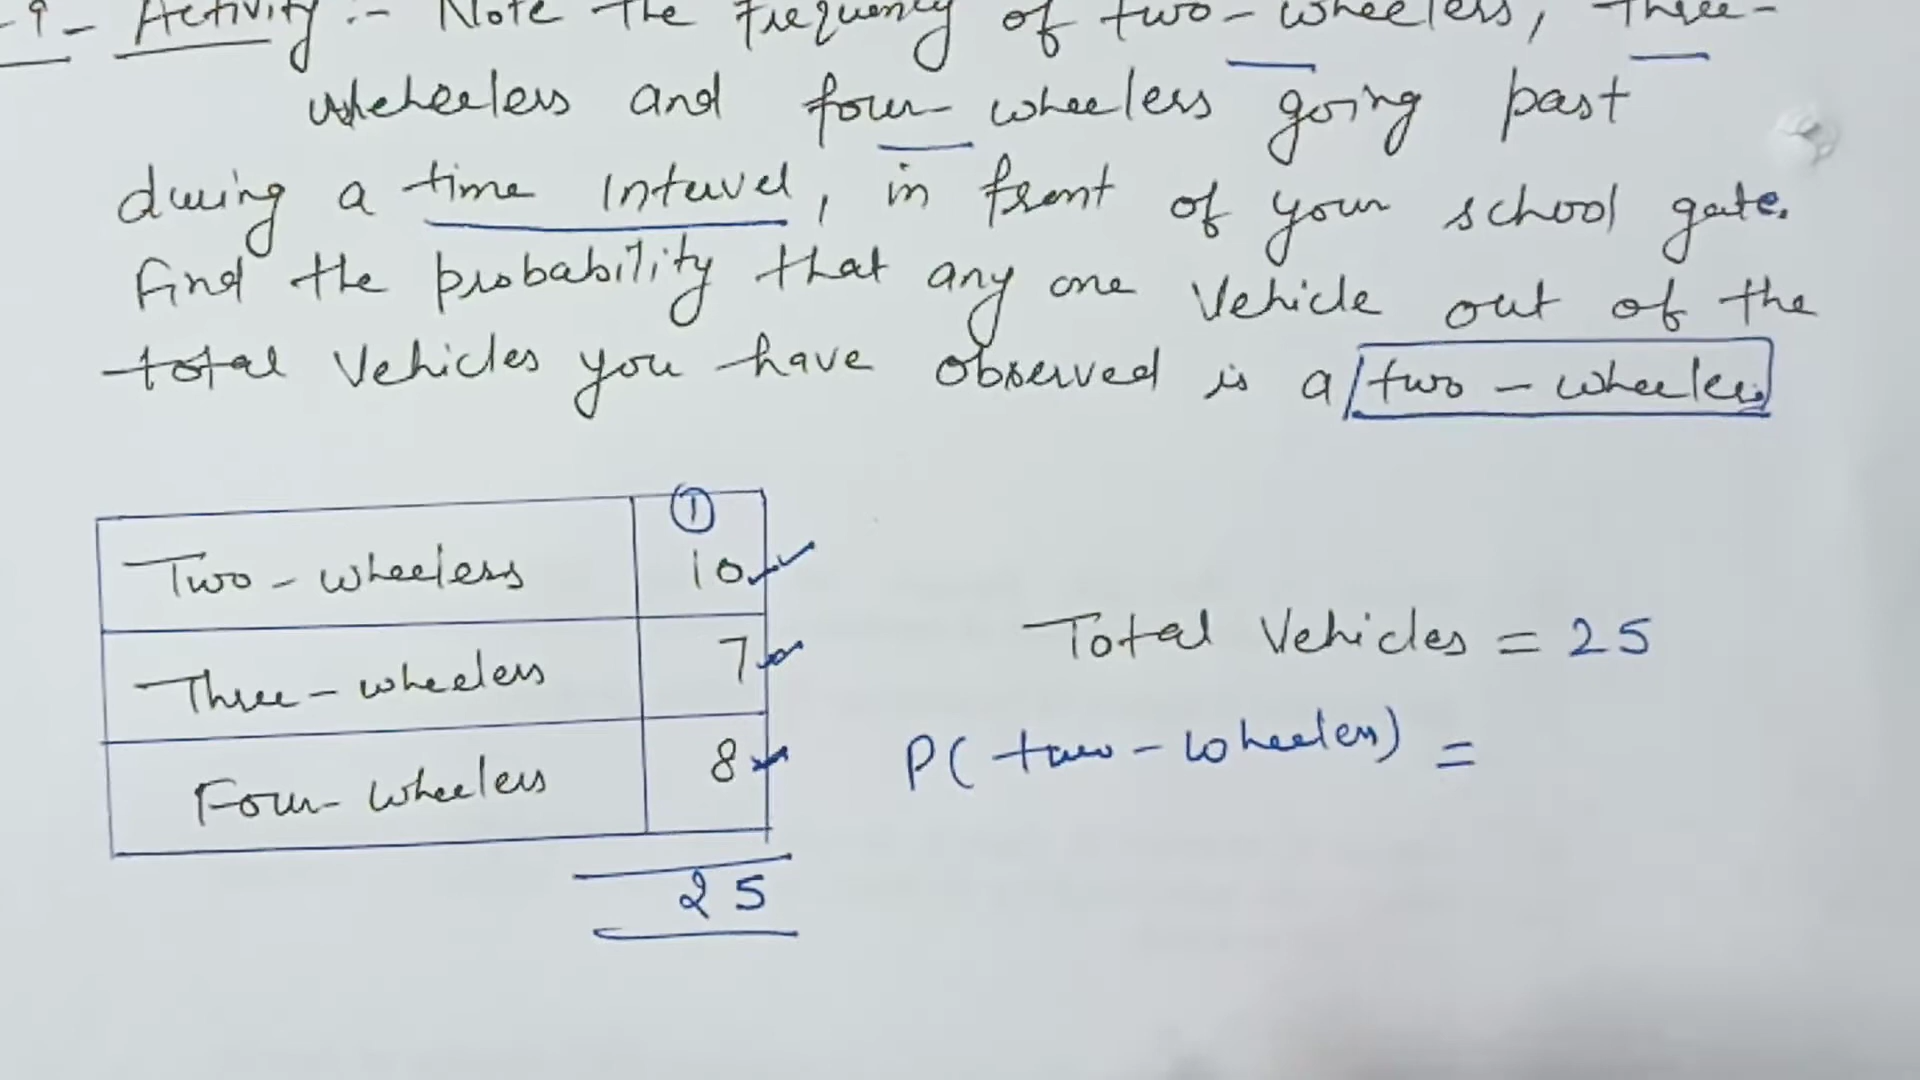 9- Activity :- Note the frequency of two-wheelers, three-
wheelers and four-wheelers going past
during a time interval, in front of your school gate.
Find the probability that any one Vehicle out of the
total Vehicles you have observed is a two-wheeler.
1
Two-wheelers 10
Three-wheelers 7
Four-wheelers 8
25
Total Vehicles = 25
P(two-wheelers) =